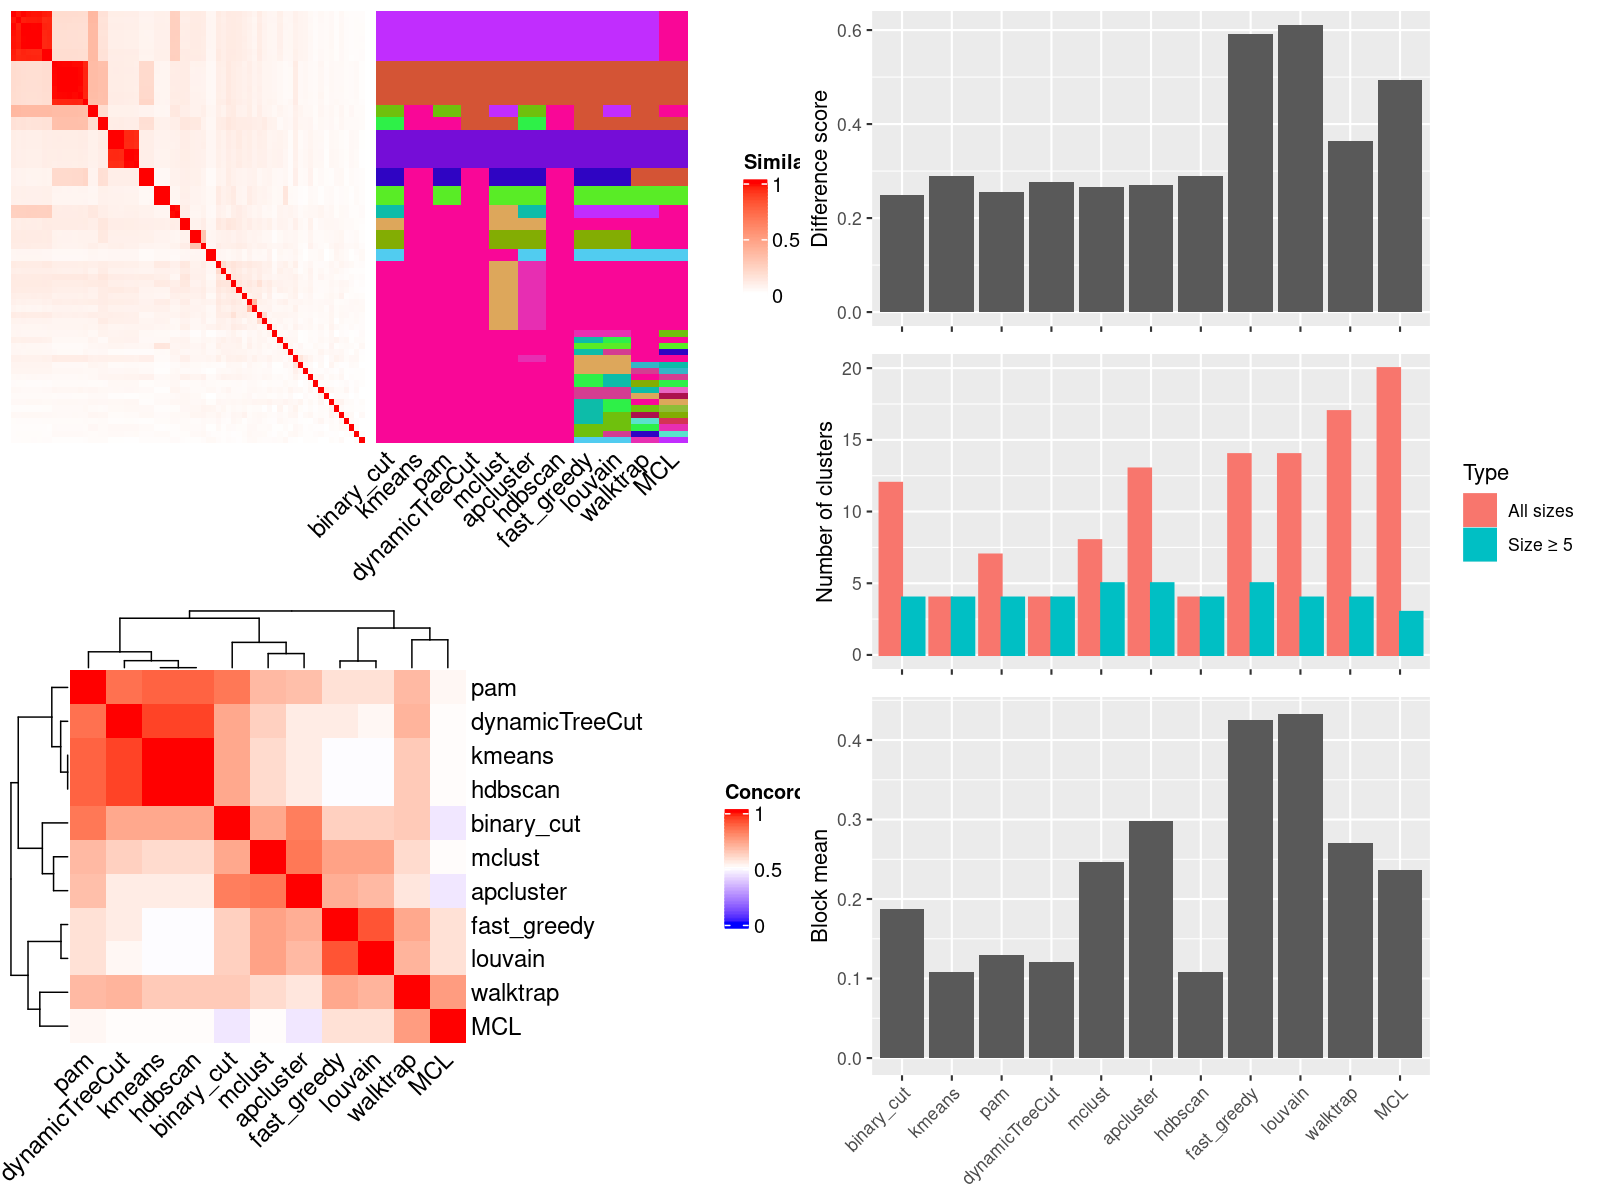 Simila
1
0.5
0
binary_cut
kmeans
pam
dynamicTreeCut
mclust
apcluster
hdbscan
fast_greedy
louvain
walktrap
MCL
pam
dynamicTreeCut
kmeans
hdbscan
binary_cut
mclust
apcluster
fast_greedy
louvain
walktrap
MCL
pam
dynamicTreeCut
kmeans
hdbscan
binary_cut
mclust
apcluster
fast_greedy
louvain
walktrap
MCL
Concord
1
0.5
0
Difference score
0.6
0.4
0.2
0.0
Number of clusters
20
15
10
5
0
Type
All sizes
Size ≥ 5
Block mean
0.4
0.3
0.2
0.1
0.0
binary_cut
kmeans
pam
dynamicTreeCut
mclust
apcluster
hdbscan
fast_greedy
louvain
walktrap
MCL